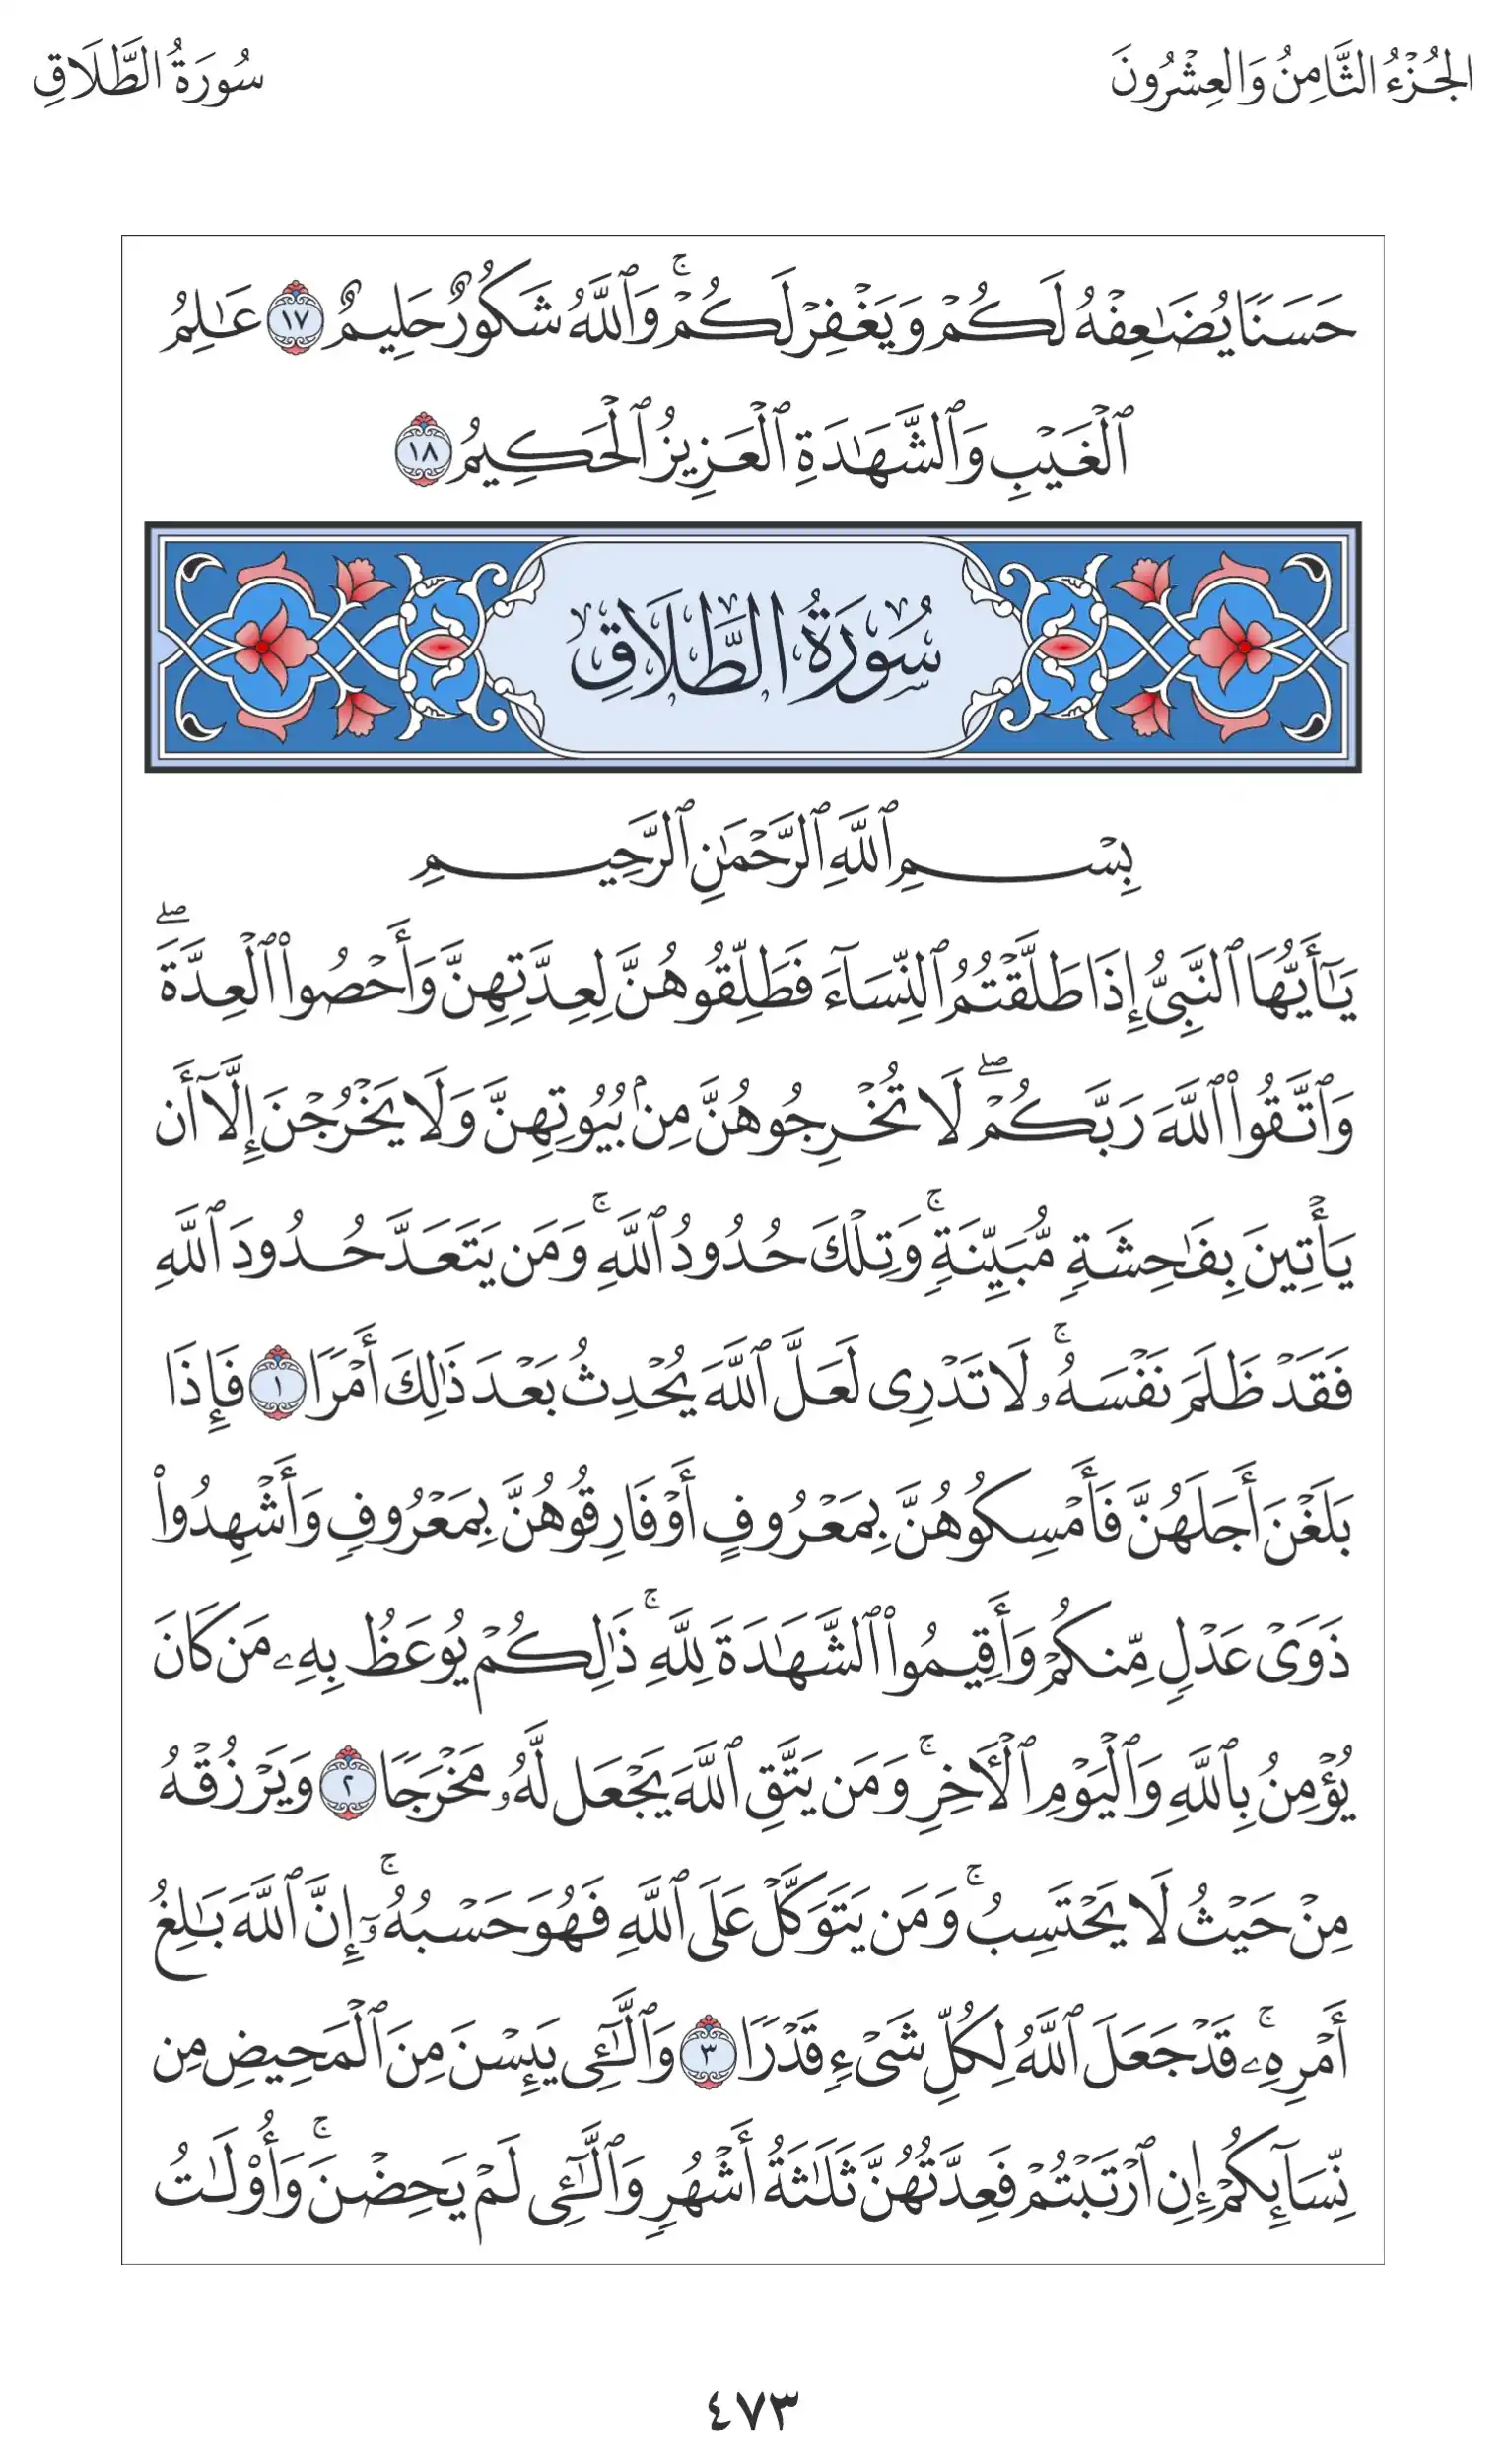 الجُزْءُ الثَّامِنُ وَالعِشْرُونَ
سُورَةُ الطَّلَاقِ
حَسَنٗا يُضَٰعِفۡهُ لَكُمۡ وَيَغۡفِرۡ لَكُمۡۚ وَٱللَّهُ شَكُورٌ حَلِيمٌ ١٧ عَٰلِمُ
ٱلۡغَيۡبِ وَٱلشَّهَٰدَةِ ٱلۡعَزِيزُ ٱلۡحَكِيمُ ١٨
سُورَةُ الطَّلَاقِ
بِسۡمِ ٱللَّهِ ٱلرَّحۡمَٰنِ ٱلرَّحِيمِ
يَٰٓأَيُّهَا ٱلنَّبِيُّ إِذَا طَلَّقۡتُمُ ٱلنِّسَآءَ فَطَلِّقُوهُنَّ لِعِدَّتِهِنَّ وَأَحۡصُواْ ٱلۡعِدَّةَۖ
وَٱتَّقُواْ ٱللَّهَ رَبَّكُمۡۖ لَا تُخۡرِجُوهُنَّ مِنۢ بُيُوتِهِنَّ وَلَا يَخۡرُجۡنَ إِلَّآ أَن
يَأۡتِينَ بِفَٰحِشَةٖ مُّبَيِّنَةٖۚ وَتِلۡكَ حُدُودُ ٱللَّهِۚ وَمَن يَتَعَدَّ حُدُودَ ٱللَّهِ
فَقَدۡ ظَلَمَ نَفۡسَهُۥۚ لَا تَدۡرِي لَعَلَّ ٱللَّهَ يُحۡدِثُ بَعۡدَ ذَٰلِكَ أَمۡرٗا ١ فَإِذَا
بَلَغۡنَ أَجَلَهُنَّ فَأَمۡسِكُوهُنَّ بِمَعۡرُوفٍ أَوۡ فَارِقُوهُنَّ بِمَعۡرُوفٖ وَأَشۡهِدُواْ
ذَوَيۡ عَدۡلٖ مِّنكُمۡ وَأَقِيمُواْ ٱلشَّهَٰدَةَ لِلَّهِۚ ذَٰلِكُمۡ يُوعَظُ بِهِۦ مَن كَانَ
يُؤۡمِنُ بِٱللَّهِ وَٱلۡيَوۡمِ ٱلۡأٓخِرِۚ وَمَن يَتَّقِ ٱللَّهَ يَجۡعَل لَّهُۥ مَخۡرَجٗا ٢ وَيَرۡزُقۡهُ
مِنۡ حَيۡثُ لَا يَحۡتَسِبُۚ وَمَن يَتَوَكَّلۡ عَلَى ٱللَّهِ فَهُوَ حَسۡبُهُۥٓۚ إِنَّ ٱللَّهَ بَٰلِغُ
أَمۡرِهِۦۚ قَدۡ جَعَلَ ٱللَّهُ لِكُلِّ شَيۡءٖ قَدۡرٗا ٣ وَٱلَّٰٓـِٔي يَئِسۡنَ مِنَ ٱلۡمَحِيضِ مِن
نِّسَآئِكُمۡ إِنِ ٱرۡتَبۡتُمۡ فَعِدَّتُهُنَّ ثَلَٰثَةُ أَشۡهُرٖ وَٱلَّٰٓـِٔي لَمۡ يَحِضۡنَۚ وَأُوْلَٰتُ
٤٧٣